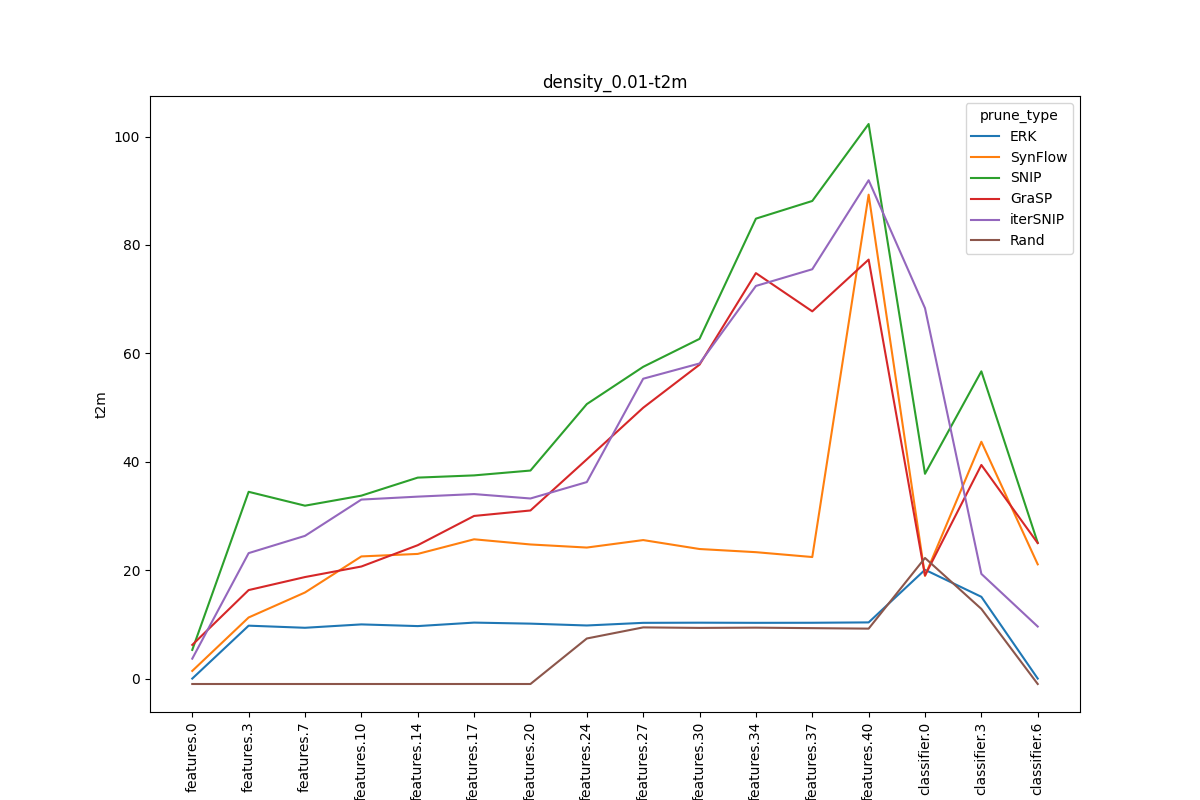 density_0.01-t2m
prune_type
ERK
SynFlow
SNIP
GraSP
iterSNIP
Rand
100
80
60
40
20
0
t2m
features.0
features.3
features.7
features.10
features.14
features.17
features.20
features.24
features.27
features.30
features.34
features.37
features.40
classifier.0
classifier.3
classifier.6